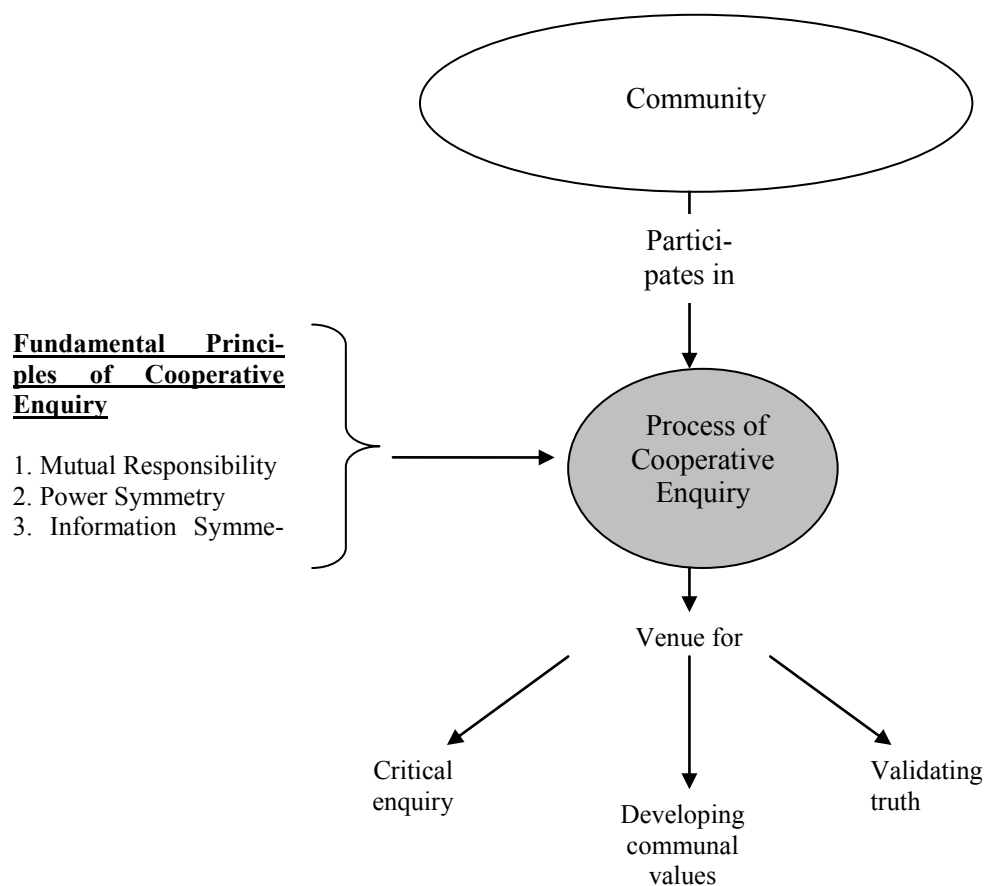 Community
Partici-
pates in
Fundamental Princi-
ples of Cooperative
Enquiry
1. Mutual Responsibility
2. Power Symmetry
3. Information Symme-
Process of
Cooperative
Enquiry
Venue for
Critical
enquiry
Developing
communal
values
Validating
truth